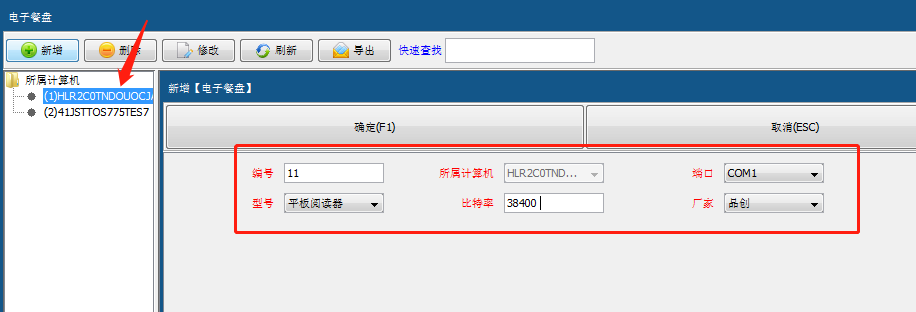 电子餐盘
新增 删除 修改 刷新 导出 快速查找
所属计算机
(1)HLR2C0TNDOUOCJA
(2)41JSTTOS775TES7
新增【电子餐盘】
确定(F1) 取消(ESC)
编号 11 所属计算机 HLR2C0TND... 端口 COM1
型号 平板阅读器 比特率 38400 厂家 品创